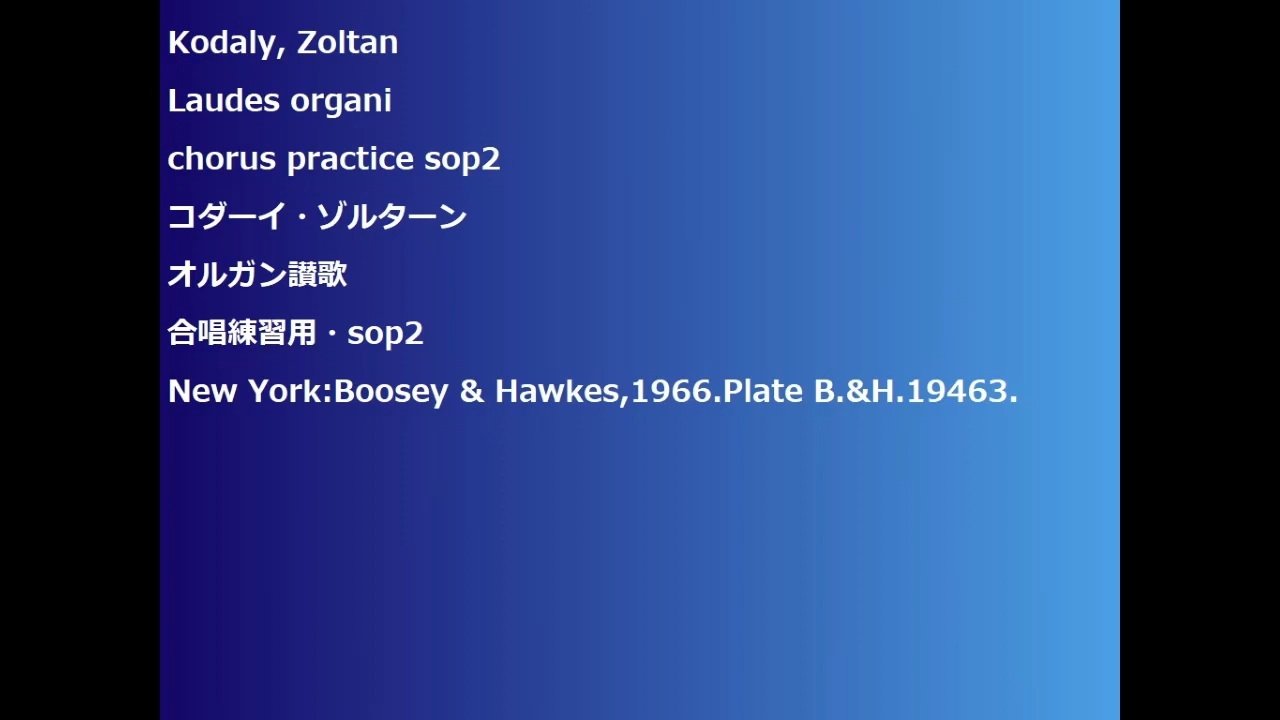 Kodaly, Zoltan
Laudes organi
chorus practice sop2
コダーイ・ゾルターン
オルガン讃歌
合唱練習用・sop2
New York:Boosey & Hawkes,1966.Plate B.&H.19463.